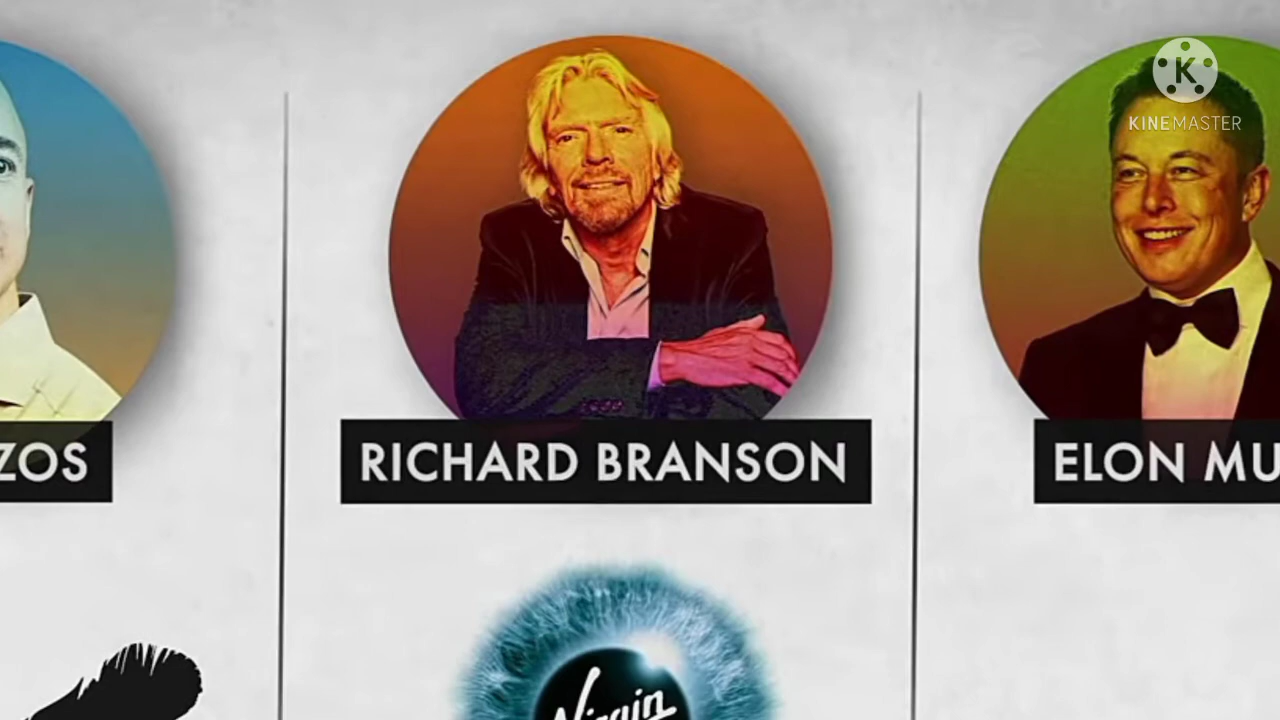 K
KINEMASTER
ZOS
RICHARD BRANSON
ELON MU
Virgin